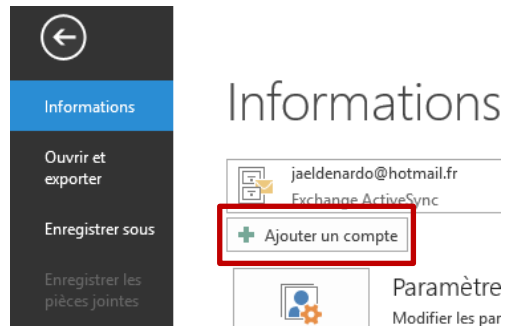 Informations
Informations
Ouvrir et
exporter
jaeldenardo@hotmail.fr
Exchange ActiveSync
Enregistrer sous
Ajouter un compte
Enregistrer les
pièces jointes
Paramètre
Modifier les par